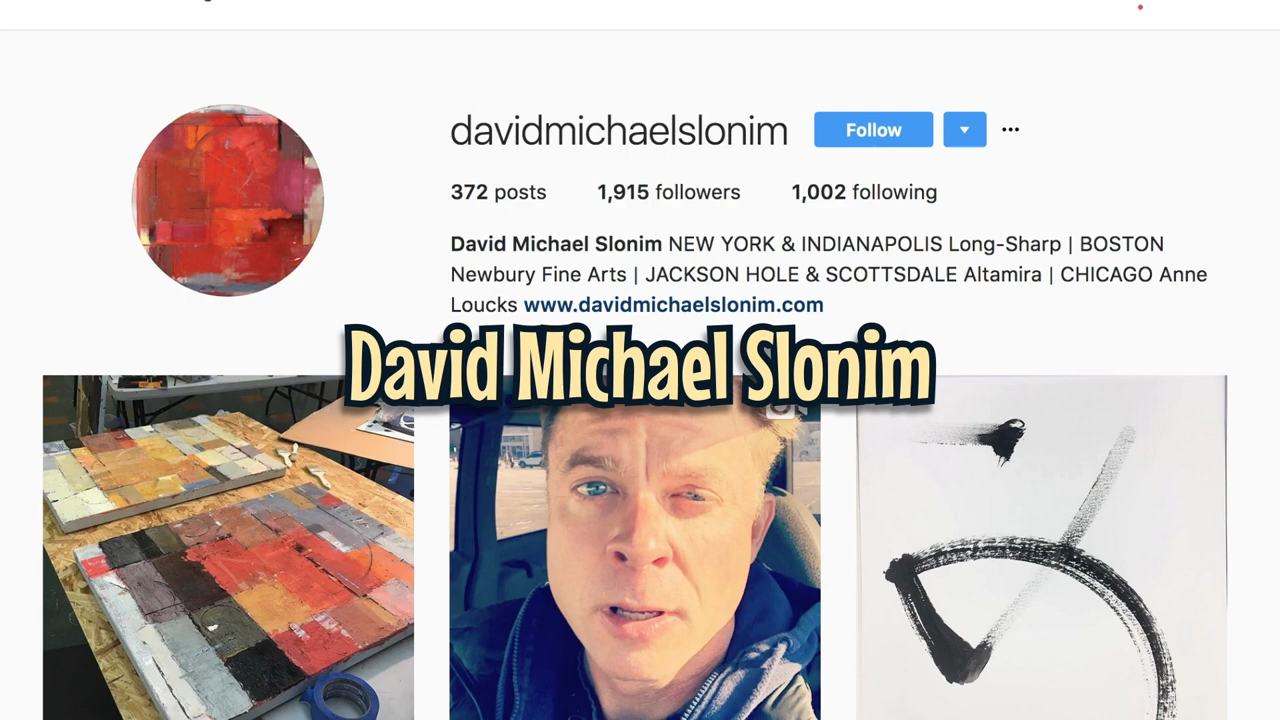 davidmichaelslonim Follow
372 posts 1,915 followers 1,002 following
David Michael Slonim NEW YORK & INDIANAPOLIS Long-Sharp | BOSTON
Newbury Fine Arts | JACKSON HOLE & SCOTTSDALE Altamira | CHICAGO Anne
Loucks www.davidmichaelslonim.com
David Michael Slonim